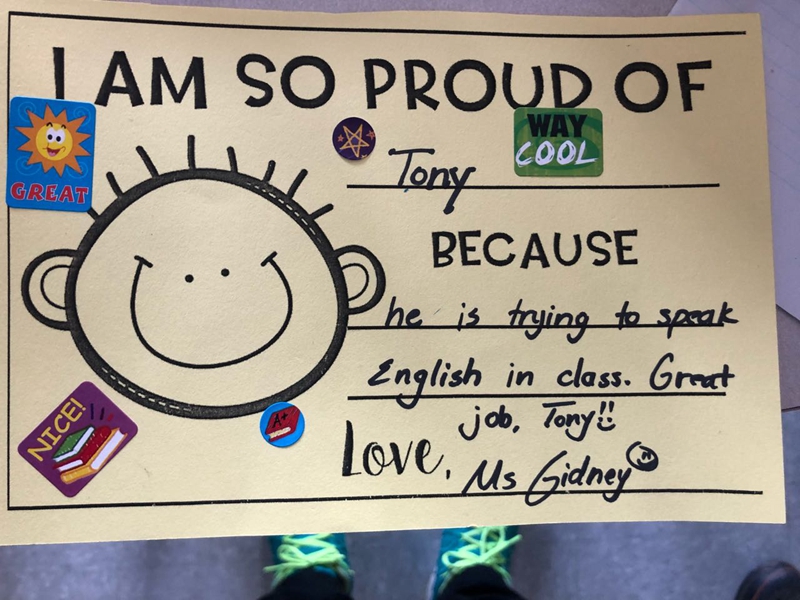 I AM SO PROUD OF
GREAT
WAY
COOL
Tony
BECAUSE
he is trying to speak
English in class. Great
job, Tony!!
NICE!
A+
Love,
Ms Gidney